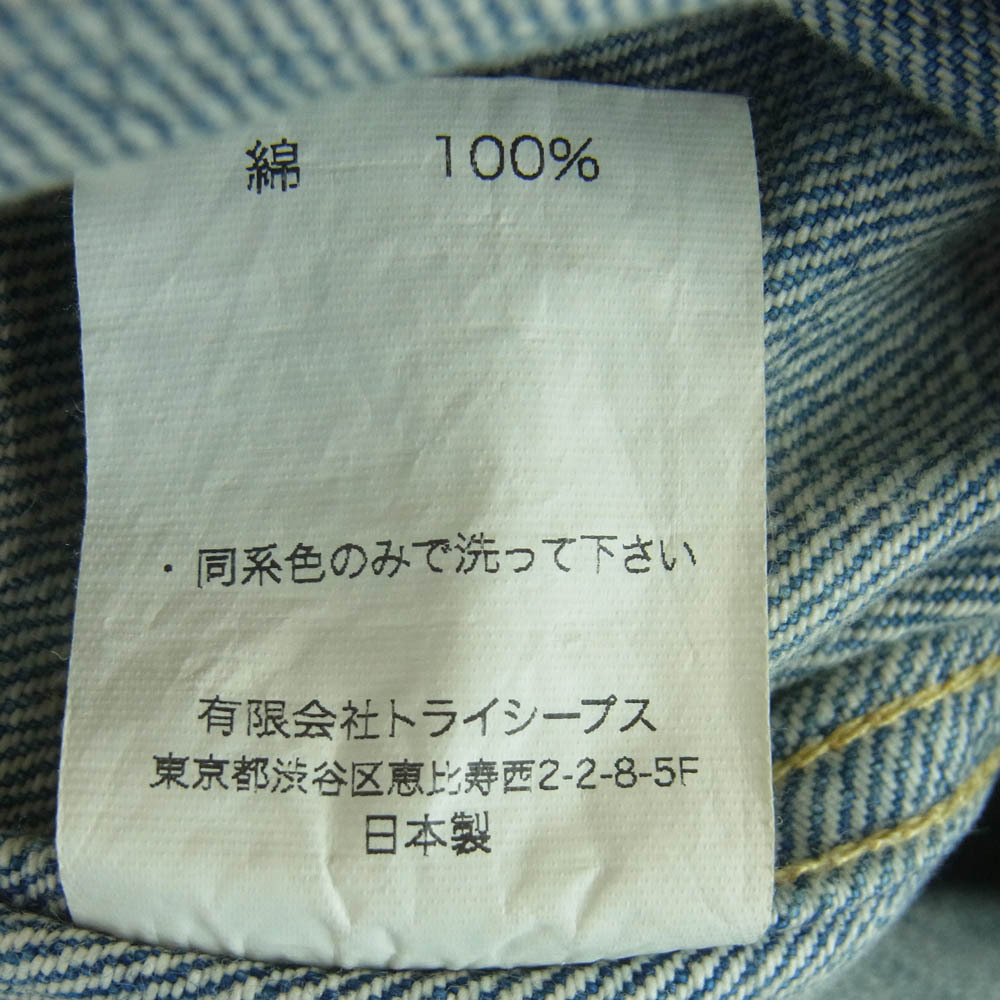 綿 100%
・同系色のみで洗って下さい
有限会社トライシープス
東京都渋谷区恵比寿西2-2-8-5F
日本製